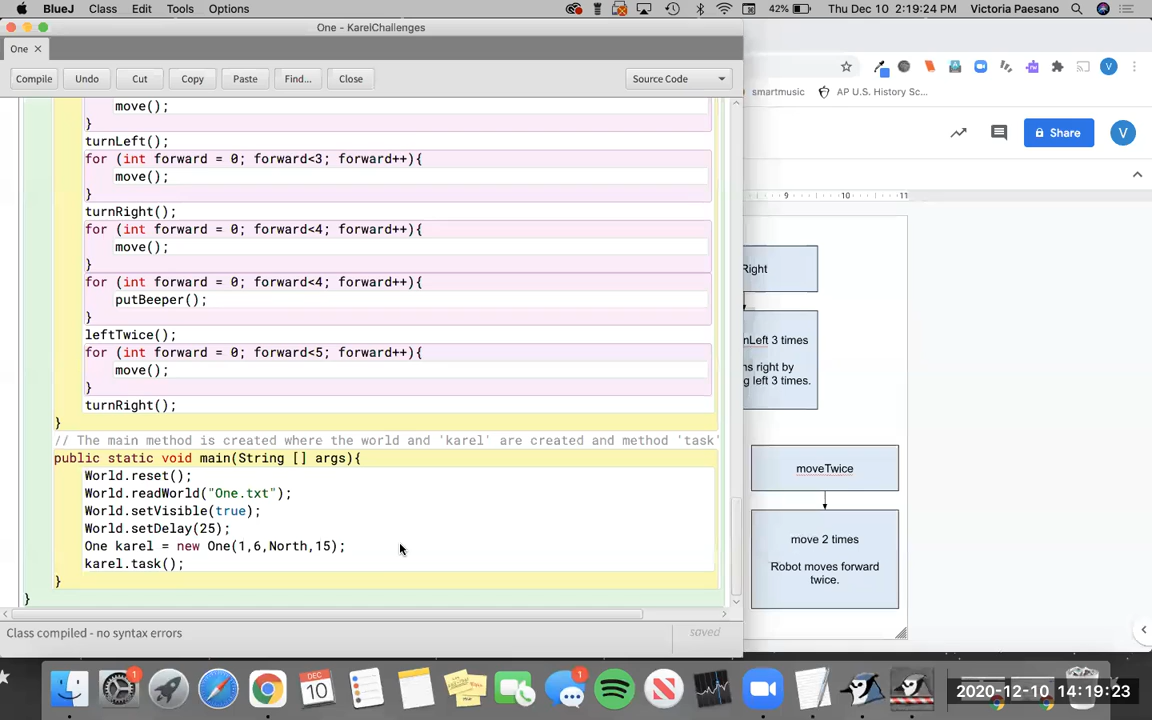 BlueJ Class Edit Tools Options 42% Thu Dec 10 2:19:24 PM Victoria Paesano
One - KarelChallenges
One ×
Compile Undo Cut Copy Paste Find... Close Source Code
smartmusic AP U.S. History Sc...
V
Share V
move();
}
turnLeft();
for (int forward = 0; forward<3; forward++){
move();
}
turnRight();
for (int forward = 0; forward<4; forward++){
move();
}
for (int forward = 0; forward<4; forward++){
putBeeper();
}
leftTwice();
for (int forward = 0; forward<5; forward++){
move();
}
turnRight();
}
// The main method is created where the world and 'karel' are created and method 'task'
public static void main(String [] args){
World.reset();
World.readWorld("One.txt");
World.setVisible(true);
World.setDelay(25);
One karel = new One(1,6,North,15);
karel.task();
}
}
Class compiled - no syntax errors
saved
9 10 11
Right
nLeft 3 times
ns right by
g left 3 times.
moveTwice
move 2 times
Robot moves forward
twice.
1
DEC
10
1
2020-12-10 14:19:23